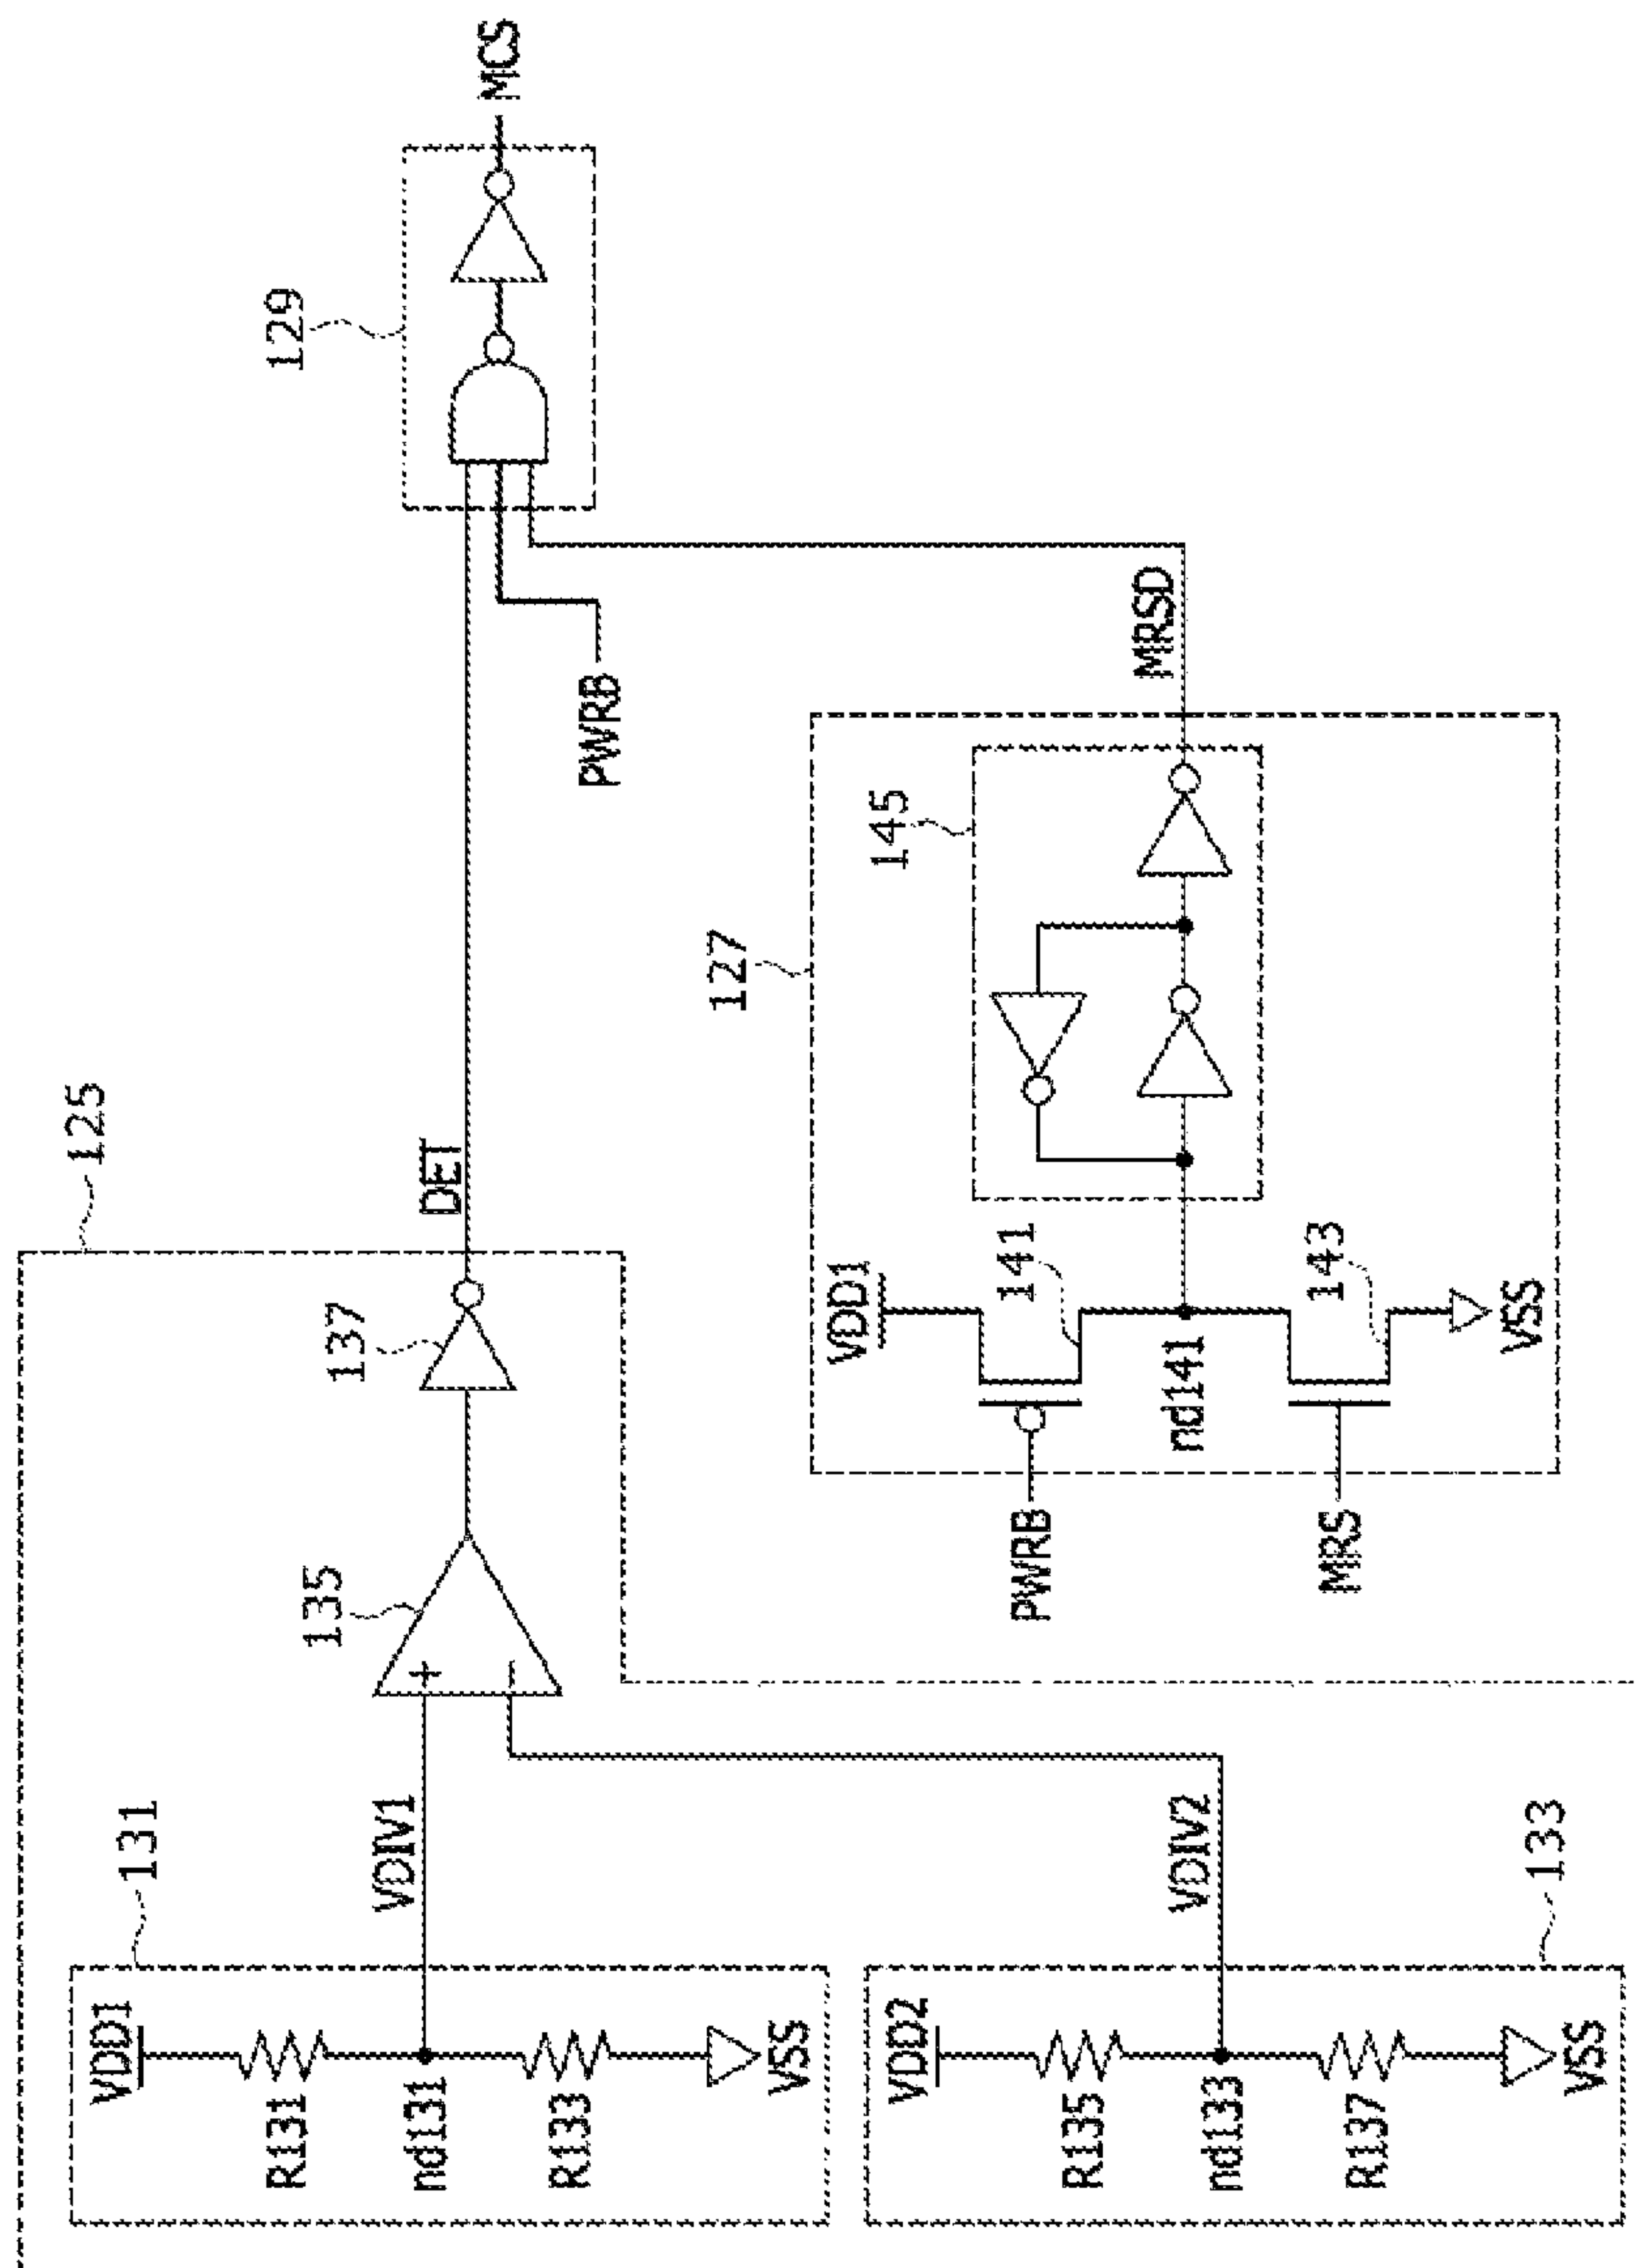 125
131
VDD1
R131
nd131
R133
VSS
VDIV1
135
+
−
137
DET
129
MCS
PWRB
133
VDD2
R135
nd133
R137
VSS
VDIV2
127
PWRB
MRS
VDD1
141
nd141
143
VSS
145
MRSD